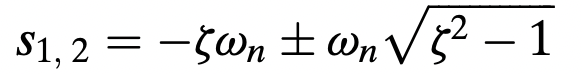 s₁, ₂ = −ζωₙ ± ωₙ√(ζ² − 1)